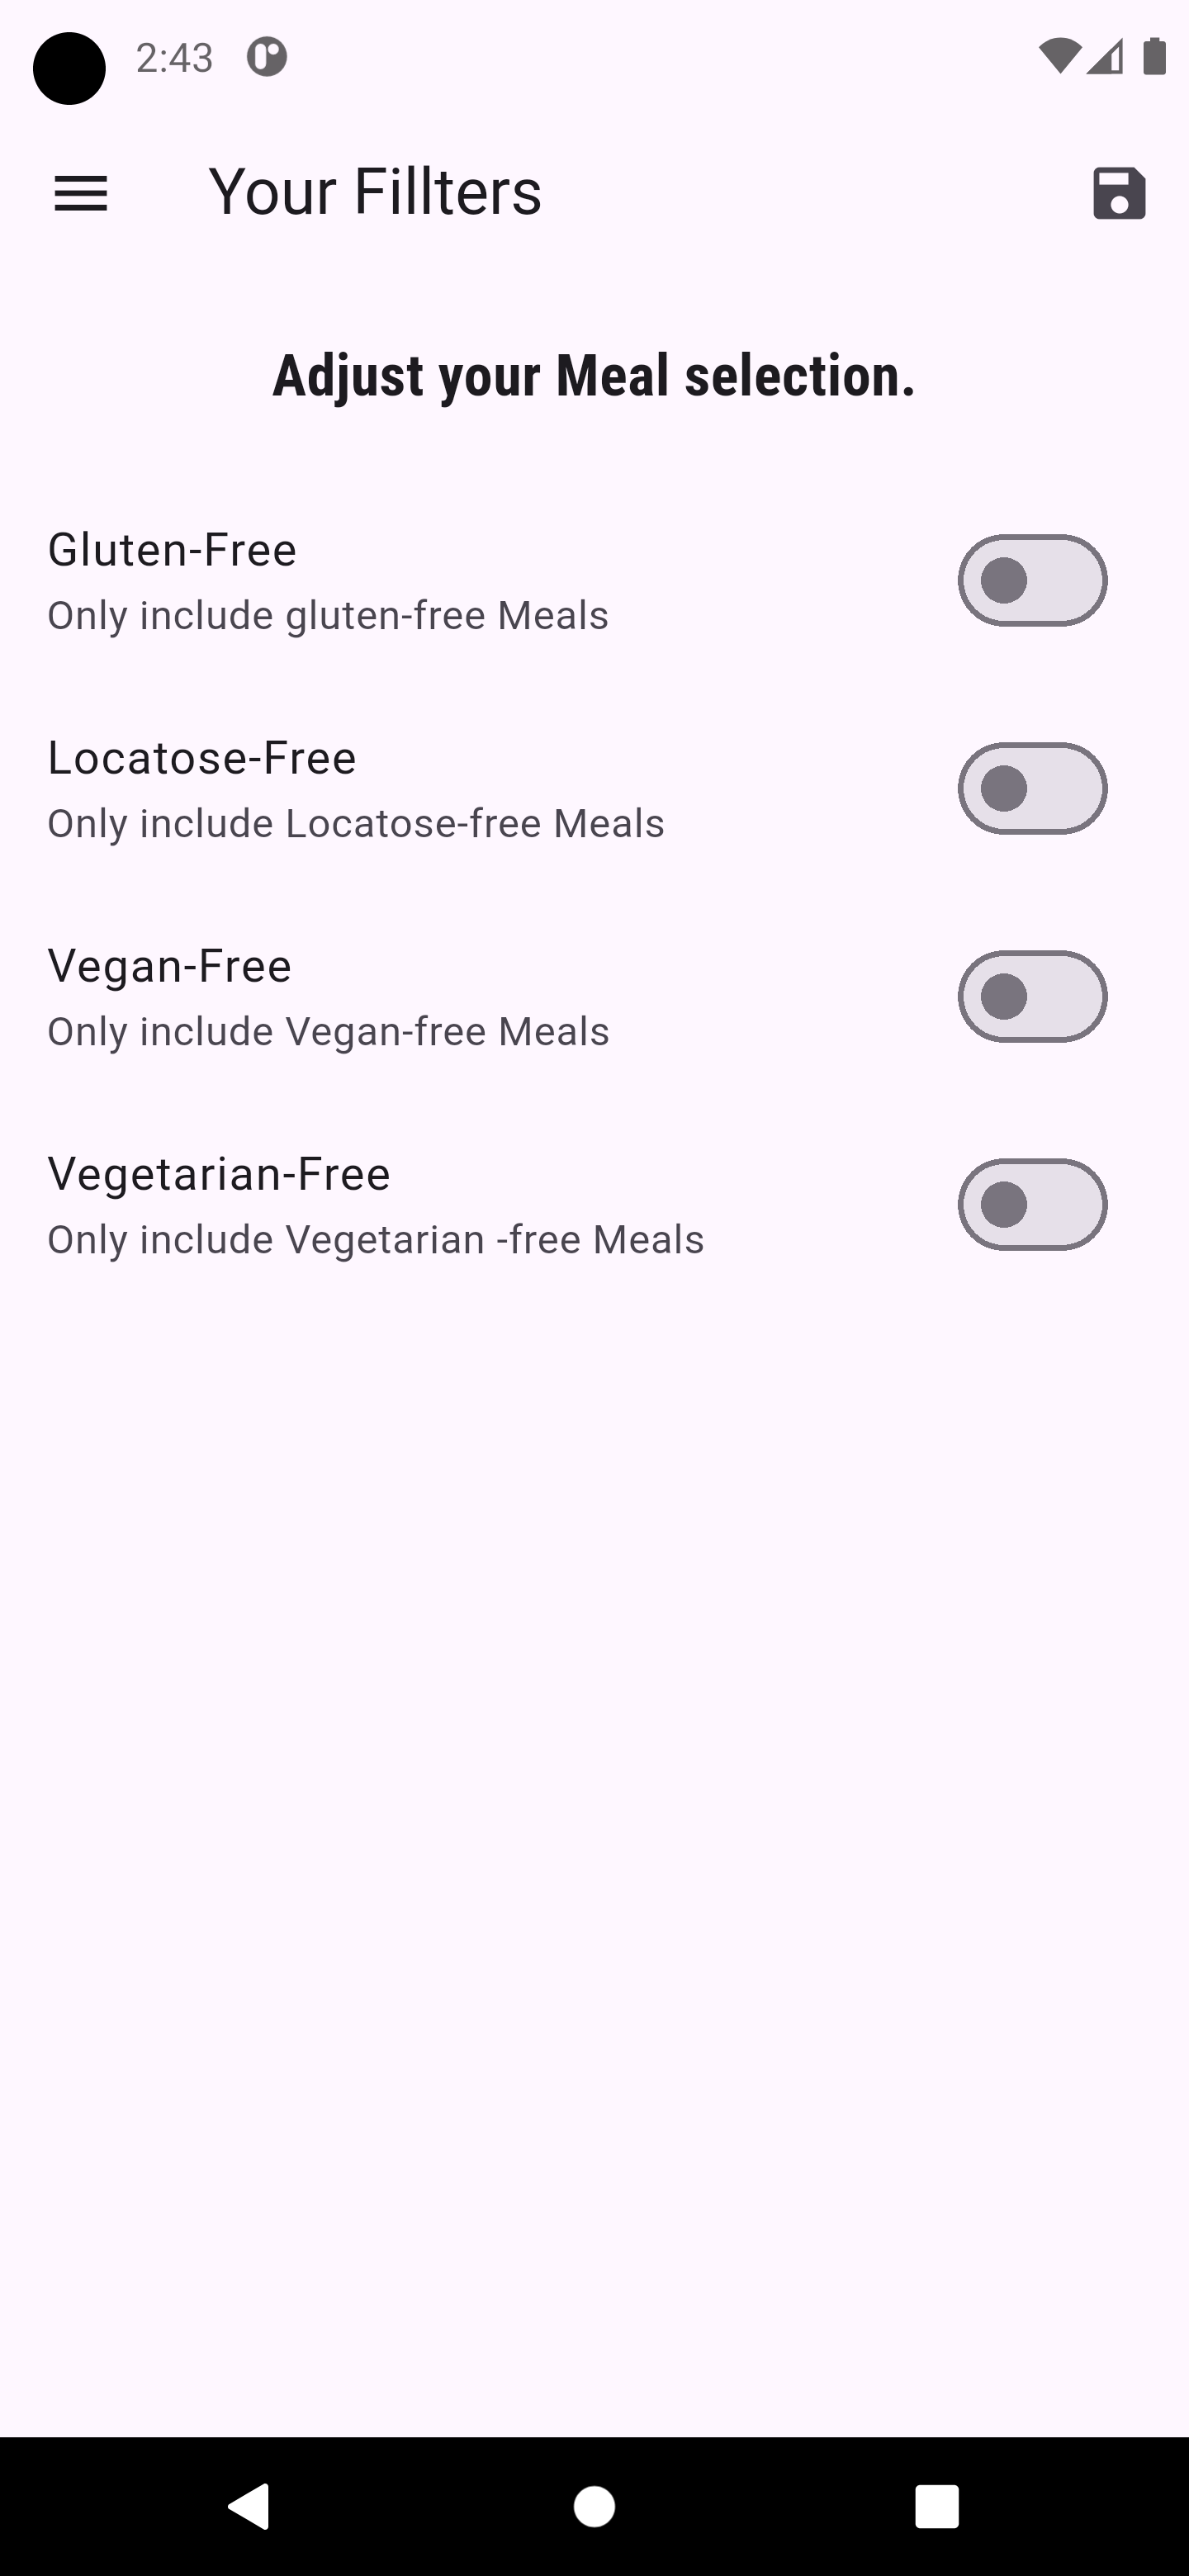 2:43
Your Fillters
Adjust your Meal selection.
Gluten-Free
Only include gluten-free Meals
Locatose-Free
Only include Locatose-free Meals
Vegan-Free
Only include Vegan-free Meals
Vegetarian-Free
Only include Vegetarian -free Meals